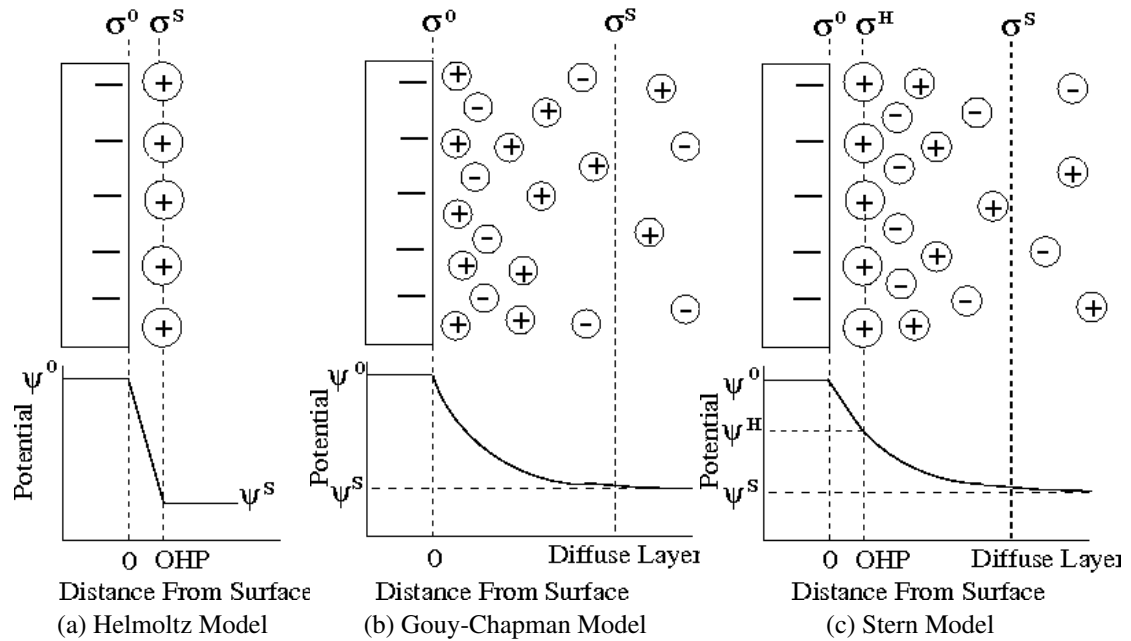 σ⁰ σˢ
ψ⁰
Potential
ψˢ
0 OHP
Distance From Surface
(a) Helmoltz Model
σ⁰ σˢ
ψ⁰
Potential
ψˢ
0 Diffuse Layer
Distance From Surface
(b) Gouy-Chapman Model
σ⁰ σᴴ σˢ
ψ⁰
Potential
ψᴴ
ψˢ
0 OHP Diffuse Layer
Distance From Surface
(c) Stern Model